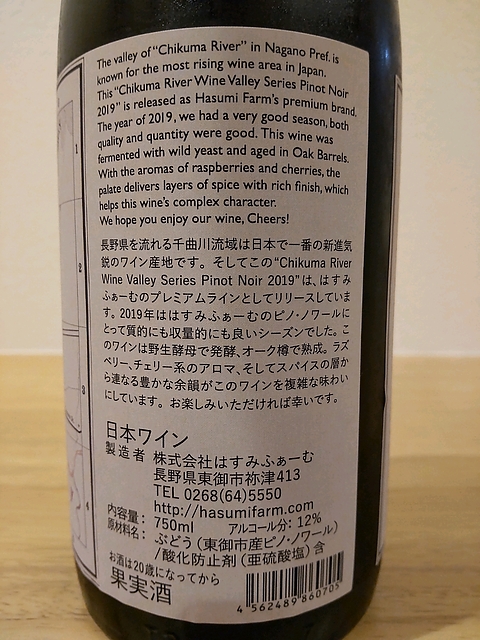 The valley of "Chikuma River" in Nagano Pref. is
known for the most rising wine area in Japan.
This "Chikuma River Wine Valley Series Pinot Noir
2019" is released as Hasumi Farm's premium brand.
The year of 2019, we had a very good season, both
quality and quantity were good. This wine was
fermented with wild yeast and aged in Oak Barrels.
With the aromas of raspberries and cherries, the
palate delivers layers of spice with rich finish, which
helps this wine's complex character.
We hope you enjoy our wine, Cheers!
長野県を流れる千曲川流域は日本で一番の新進気
鋭のワイン産地です。そしてこの"Chikuma River
Wine Valley Series Pinot Noir 2019"は、はすみ
ふぁーむのプレミアムラインとしてリリースしていま
す。2019年ははすみふぁーむのピノ・ノワールに
とって質的にも収量的にも良いシーズンでした。こ
のワインは野生酵母で発酵、オーク樽で熟成。ラズ
ベリー、チェリー系のアロマ、そしてスパイスの層か
ら連なる豊かな余韻がこのワインを複雑な味わい
にしています。お楽しみいただければ幸いです。
日本ワイン
製造者 株式会社はすみふぁーむ
長野県東御市祢津413
TEL 0268(64)5550
http://hasumifarm.com
内容量: 750ml アルコール分: 12%
原材料名: ぶどう(東御市産ピノ・ノワール)
/酸化防止剤(亜硫酸塩)含
お酒は20歳になってから
果実酒
4 562489 860705
1
2
3
4